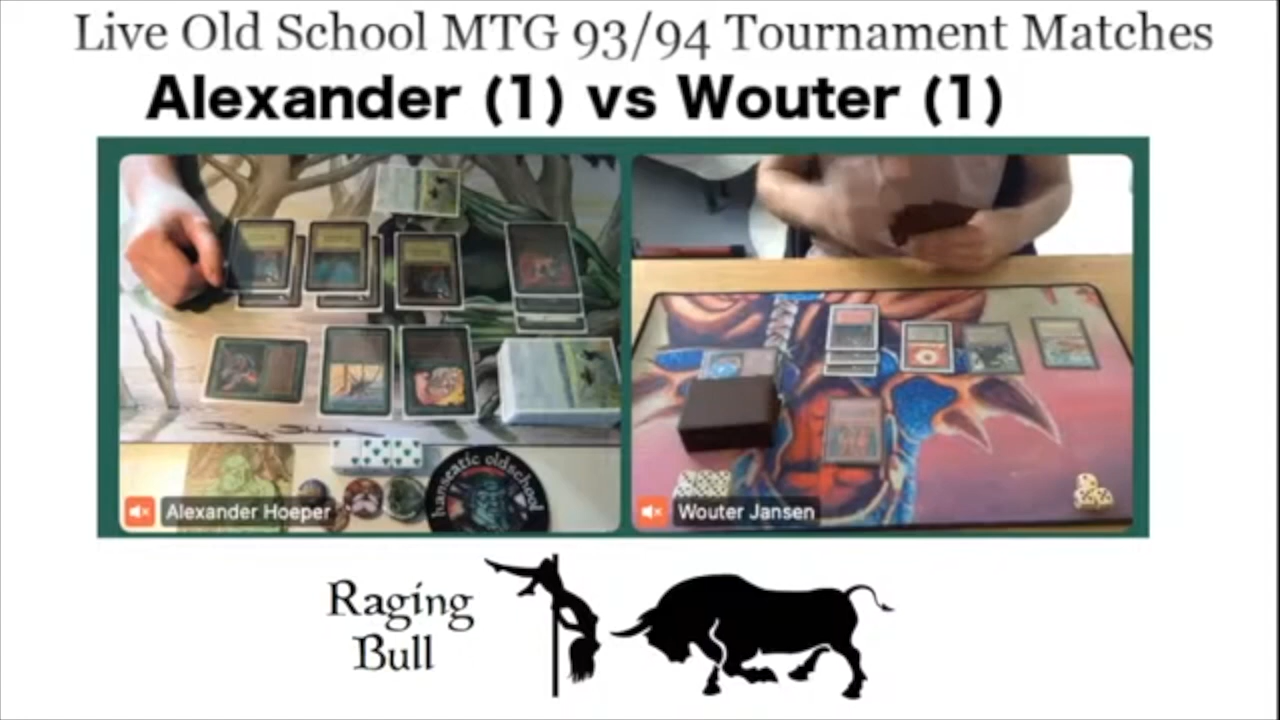 Live Old School MTG 93/94 Tournament Matches
Alexander (1) vs Wouter (1)
hanseatic oldschool
Alexander Hoeper
Wouter Jansen
Raging
Bull